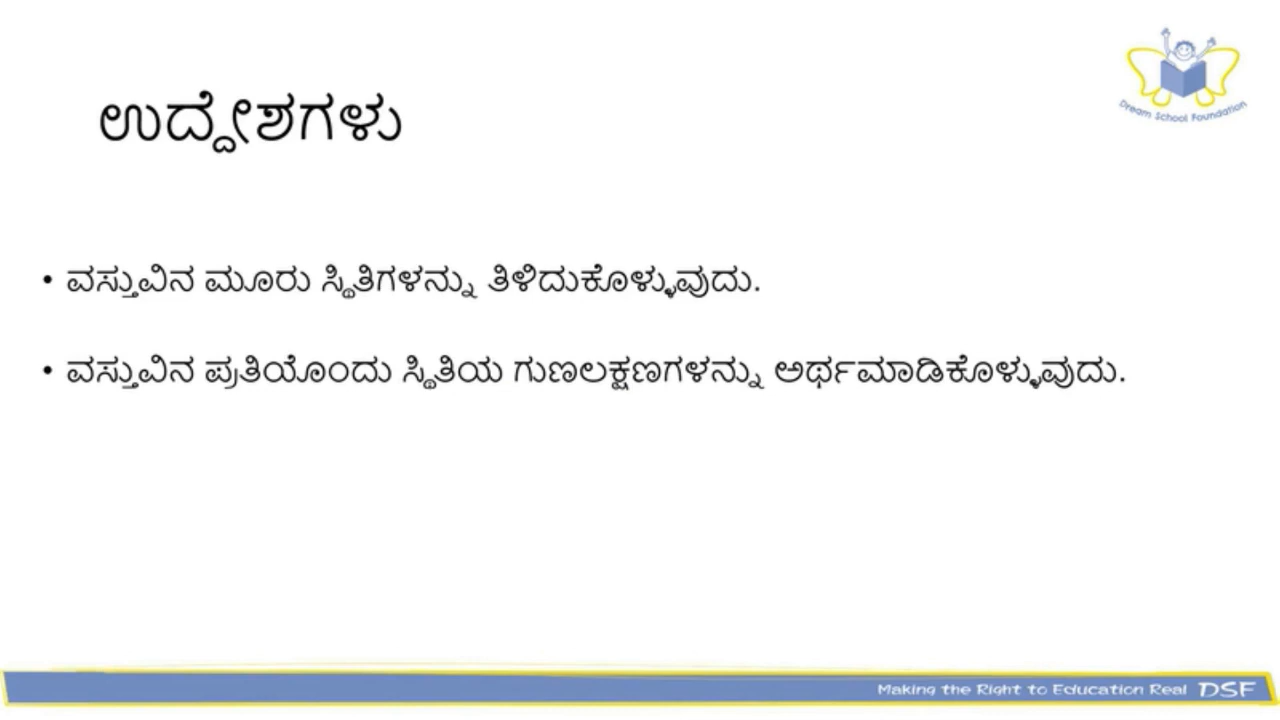 Dream School Foundation
ಉದ್ದೇಶಗಳು
• ವಸ್ತುವಿನ ಮೂರು ಸ್ಥಿತಿಗಳನ್ನು ತಿಳಿದುಕೊಳ್ಳುವುದು.
• ವಸ್ತುವಿನ ಪ್ರತಿಯೊಂದು ಸ್ಥಿತಿಯ ಗುಣಲಕ್ಷಣಗಳನ್ನು ಅರ್ಥಮಾಡಿಕೊಳ್ಳುವುದು.
Making the Right to Education Real DSF